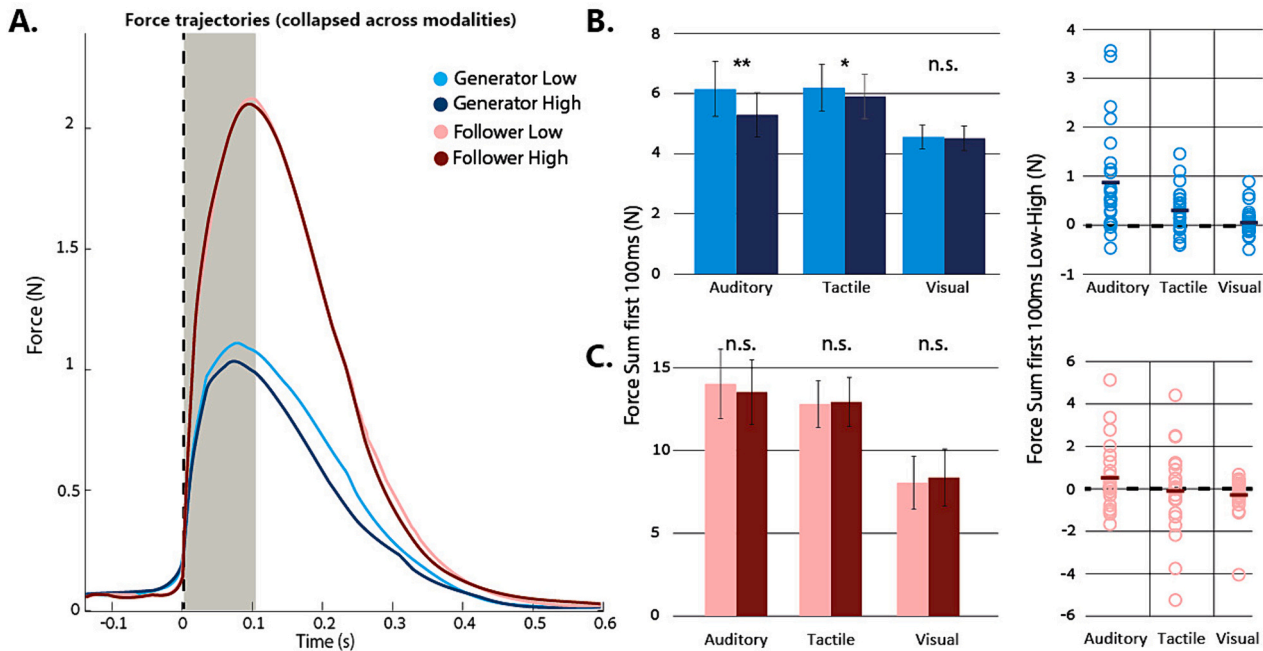 A.
Force trajectories (collapsed across modalities)
Force (N)
2
1.5
1
0.5
0
-0.1 0 0.1 0.2 0.3 0.4 0.5 0.6
Time (s)
Generator Low
Generator High
Follower Low
Follower High
B.
Force Sum first 100ms (N)
8
6
4
2
0
** * n.s.
Auditory Tactile Visual
Force Sum first 100ms Low-High (N)
4
3
2
1
0
-1
Auditory Tactile Visual
C.
15
10
5
0
n.s. n.s. n.s.
Auditory Tactile Visual
6
4
2
0
-2
-4
-6
Auditory Tactile Visual